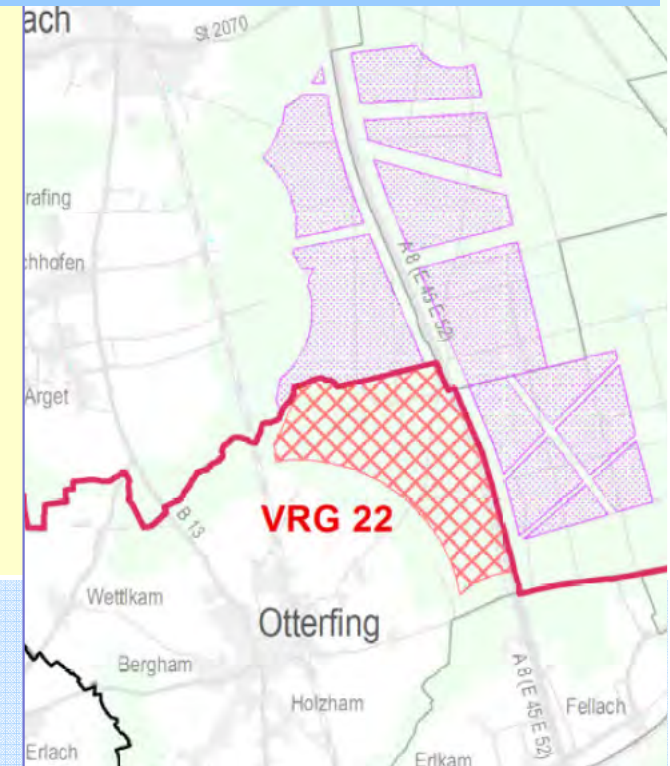 ach
St 2070
rafing
chhofen
A 8 (E 45 E 52)
Arget
B 13
VRG 22
Wettlkam
Otterfing
Bergham
Holzham
A 8 (E 45 E 52)
Fellach
Erlach
Erlkam